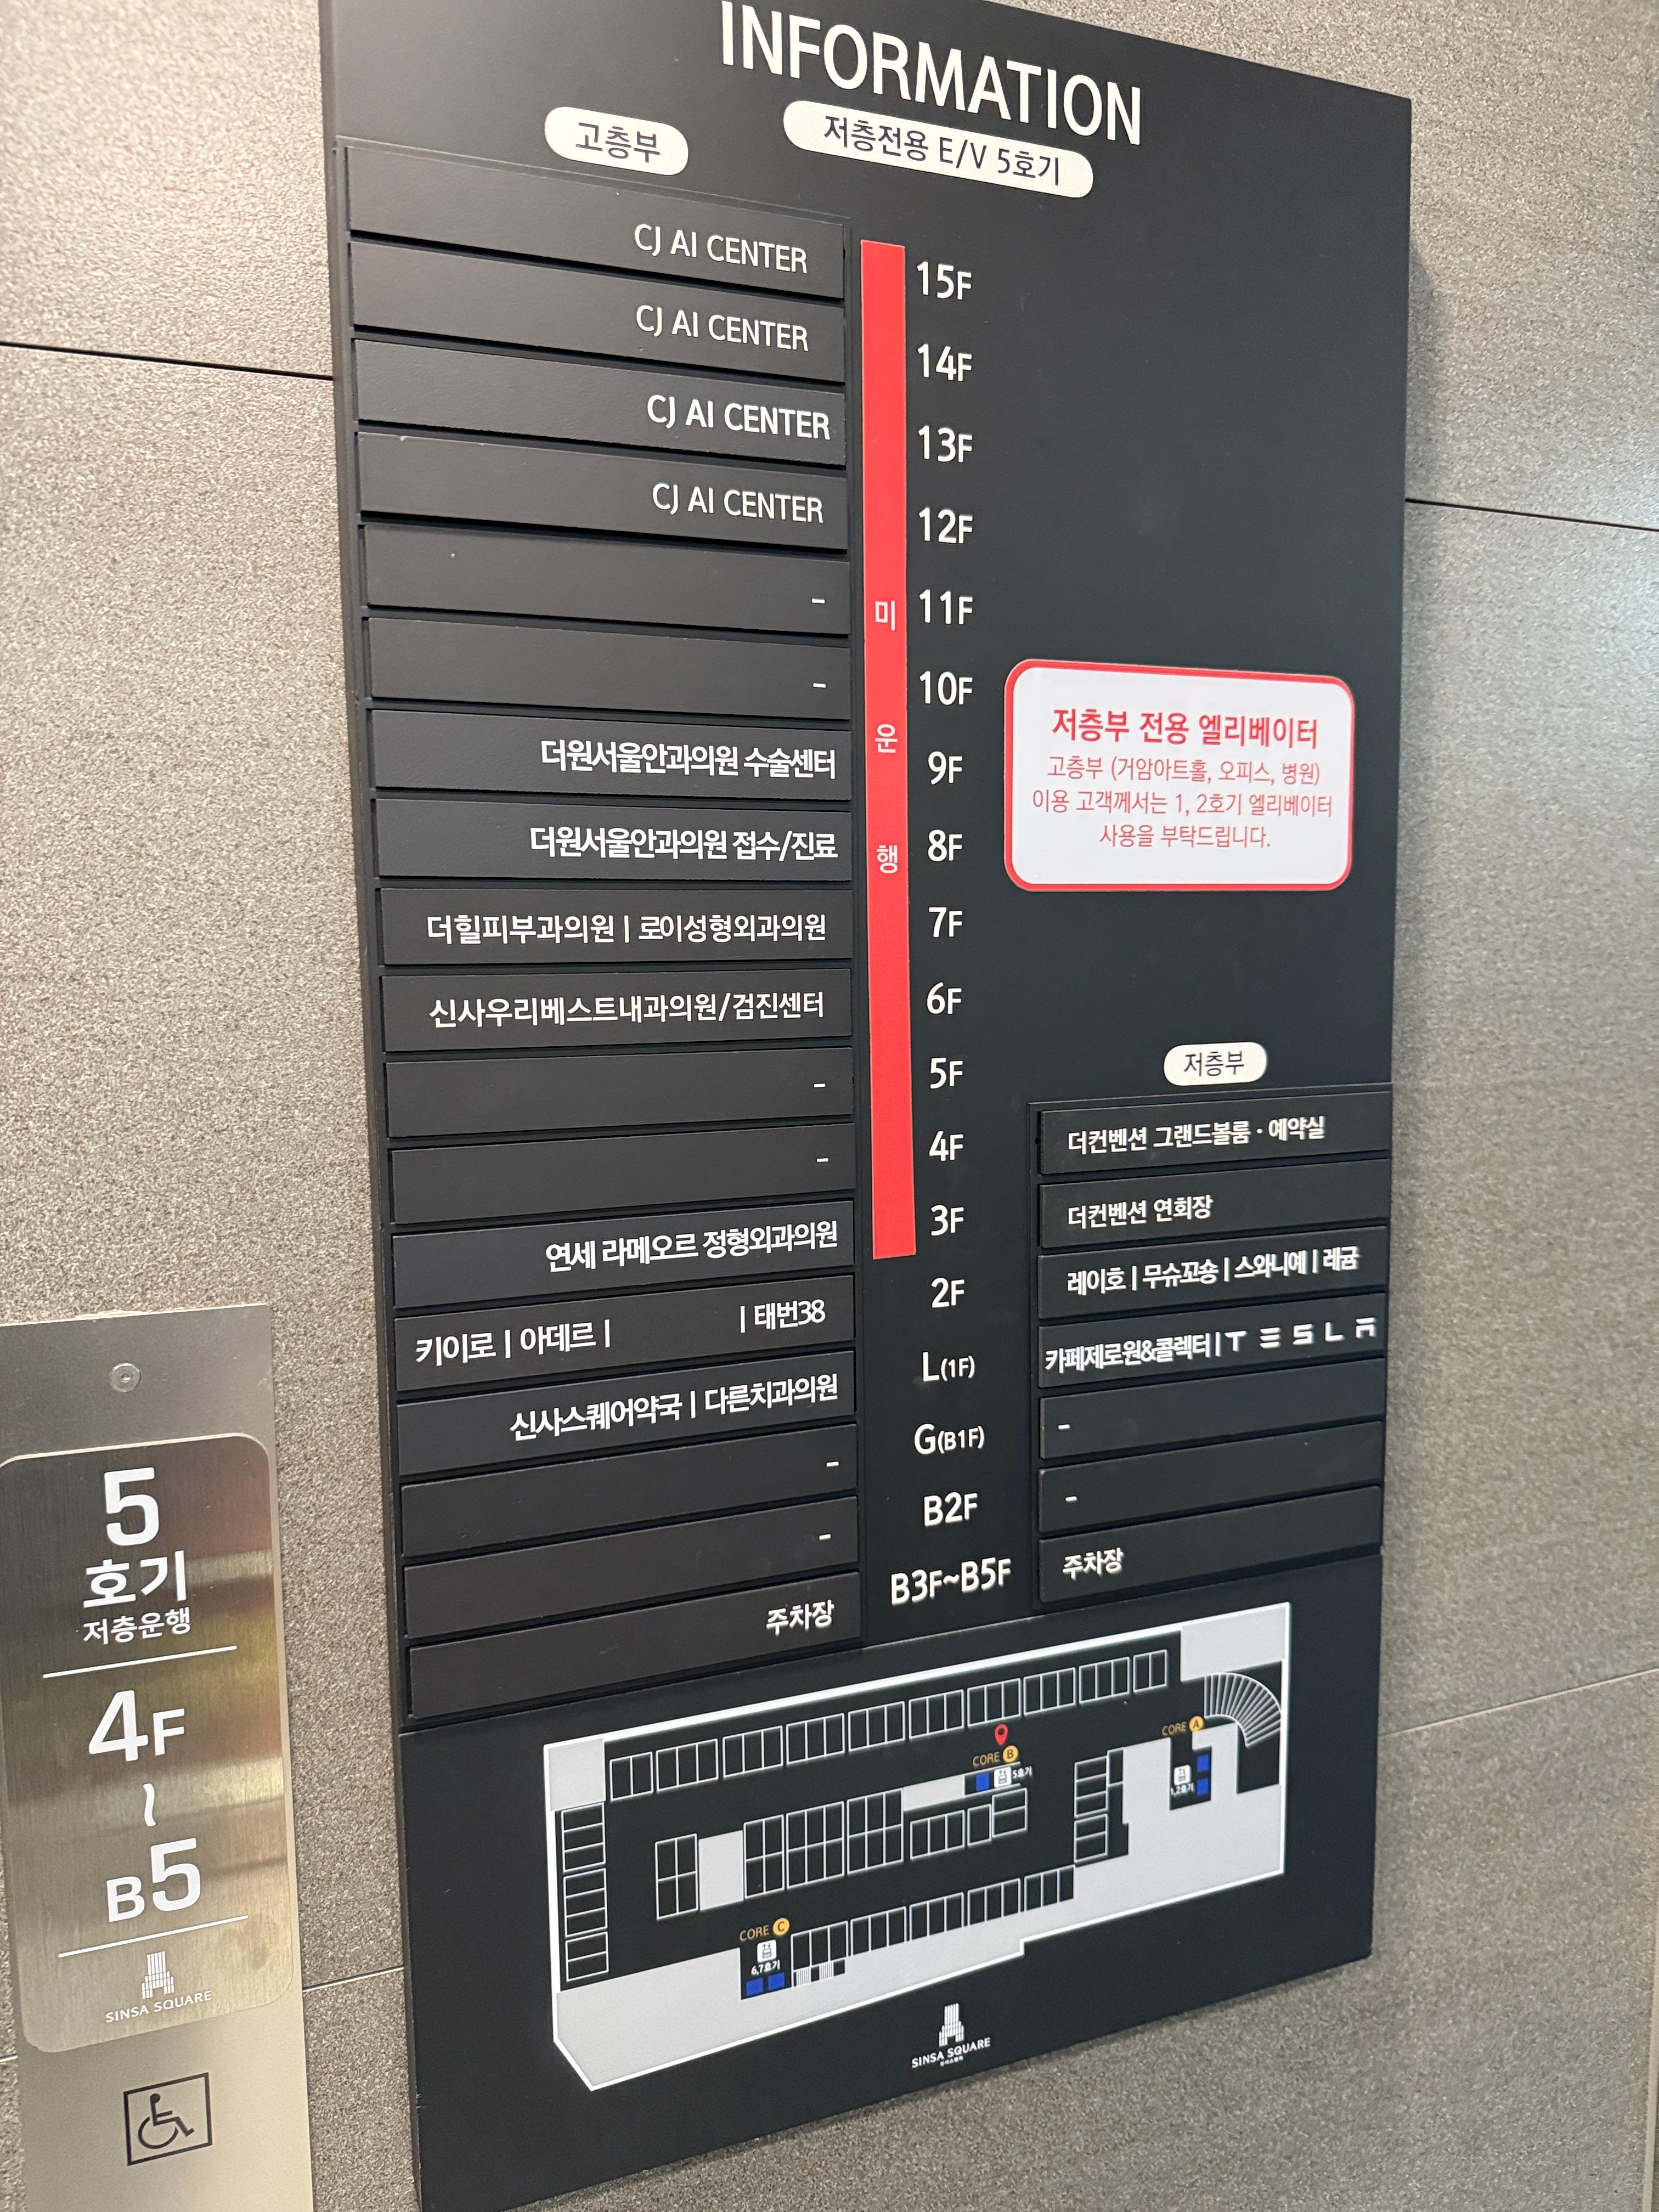 INFORMATION
고층부
저층전용 E/V 5호기
CJ AI CENTER 15F
CJ AI CENTER 14F
CJ AI CENTER 13F
CJ AI CENTER 12F
- 11F
- 10F
더원서울안과의원 수술센터 9F
더원서울안과의원 접수/진료 8F
더힐피부과의원 | 로이성형외과의원 7F
신사우리베스트내과의원/검진센터 6F
- 5F
- 4F
연세 라메오르 정형외과의원 3F
키이로 | 아데르 | | 태번38 2F
신사스퀘어약국 | 다른치과의원 L(1F)
- G(B1F)
- B2F
주차장 B3F~B5F
미
운
행
저층부 전용 엘리베이터
고층부 (거암아트홀, 오피스, 병원)
이용 고객께서는 1, 2호기 엘리베이터
사용을 부탁드립니다.
저층부
더컨벤션 그랜드볼룸 · 예약실
더컨벤션 연회장
레이호 | 무슈꼬숑 | 스와니예 | 레귬
카페제로원&콜렉터 | TESLA
-
-
주차장
CORE A
1,2호기
CORE B
5호기
CORE C
6,7호기
SINSA SQUARE
신사스퀘어
5
호기
저층운행
4F
~
B5
SINSA SQUARE